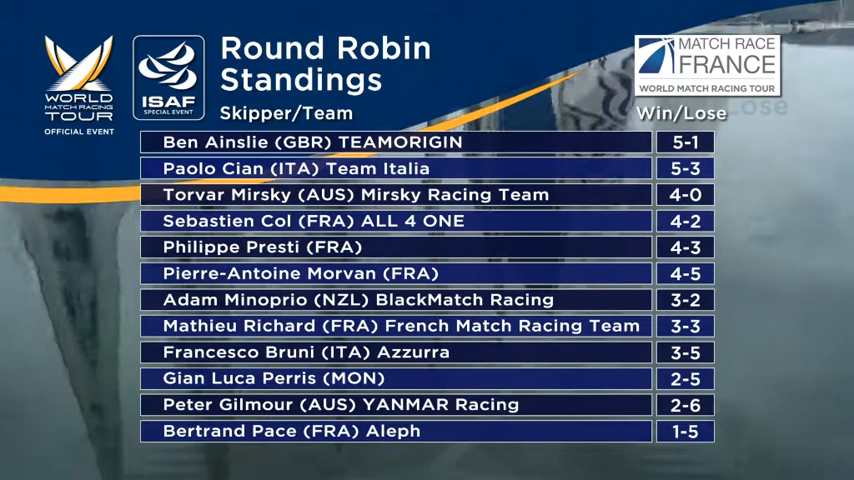 Round Robin
Standings
WORLD
MATCH RACING
TOUR
OFFICIAL EVENT
ISAF
SPECIAL EVENT
MATCH RACE
FRANCE
WORLD MATCH RACING TOUR
Skipper/Team Win/Lose
Ben Ainslie (GBR) TEAMORIGIN 5-1
Paolo Cian (ITA) Team Italia 5-3
Torvar Mirsky (AUS) Mirsky Racing Team 4-0
Sebastien Col (FRA) ALL 4 ONE 4-2
Philippe Presti (FRA) 4-3
Pierre-Antoine Morvan (FRA) 4-5
Adam Minoprio (NZL) BlackMatch Racing 3-2
Mathieu Richard (FRA) French Match Racing Team 3-3
Francesco Bruni (ITA) Azzurra 3-5
Gian Luca Perris (MON) 2-5
Peter Gilmour (AUS) YANMAR Racing 2-6
Bertrand Pace (FRA) Aleph 1-5